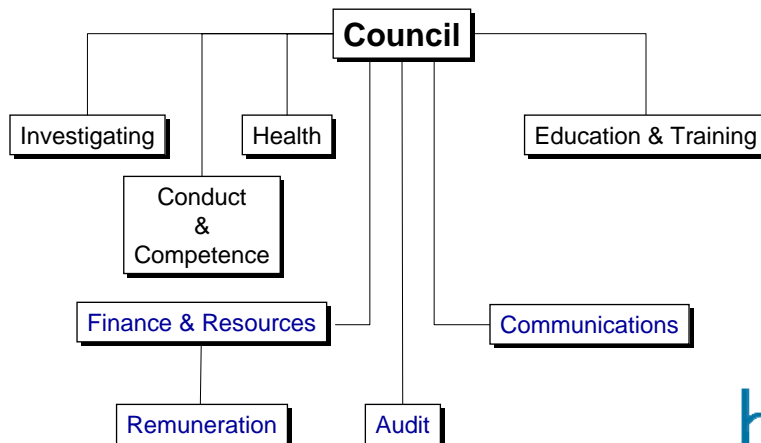 Council
Investigating
Health
Education & Training
Conduct
&
Competence
Finance & Resources
Communications
Remuneration
Audit
h